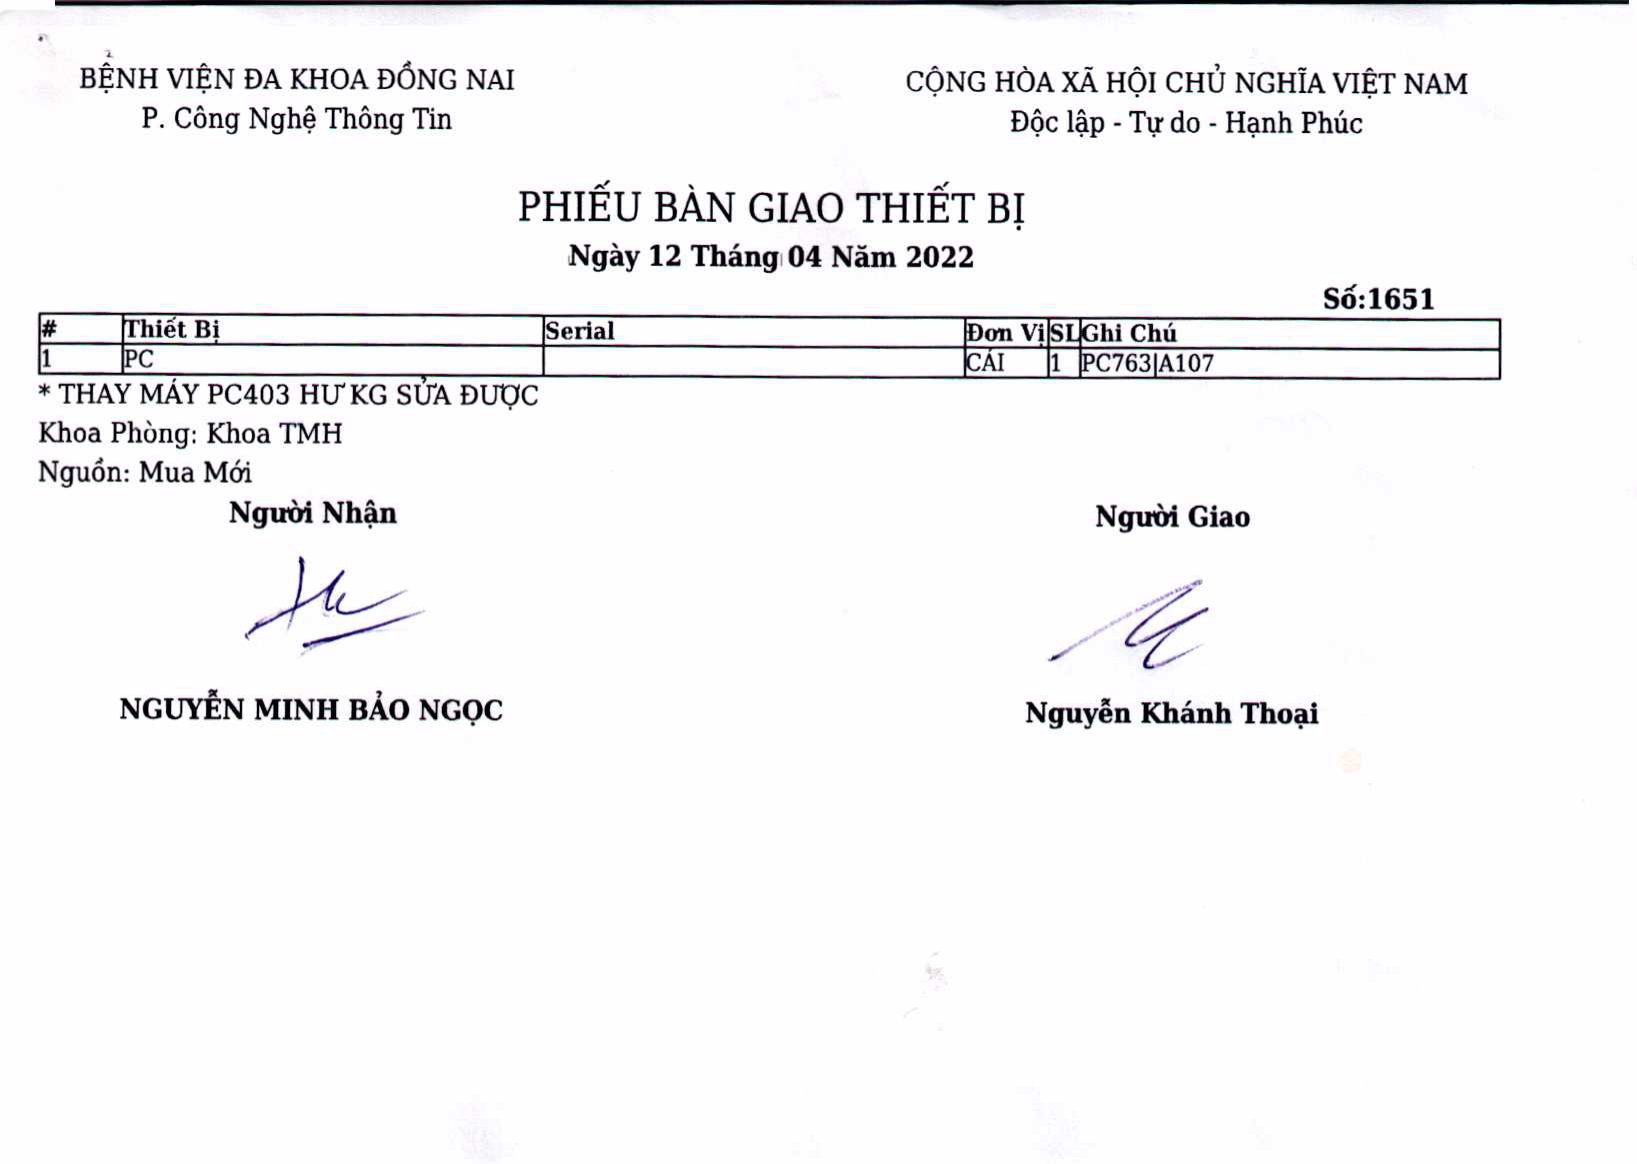 BỆNH VIỆN ĐA KHOA ĐỒNG NAI
P. Công Nghệ Thông Tin
CỘNG HÒA XÃ HỘI CHỦ NGHĨA VIỆT NAM
Độc lập - Tự do - Hạnh Phúc
PHIẾU BÀN GIAO THIẾT BỊ
Ngày 12 Tháng 04 Năm 2022
Số:1651
# Thiết Bị Serial Đơn Vị SL Ghi Chú
1 PC CÁI 1 PC763|A107
* THAY MÁY PC403 HƯ KG SỬA ĐƯỢC
Khoa Phòng: Khoa TMH
Nguồn: Mua Mới
Người Nhận Người Giao
NGUYỄN MINH BẢO NGỌC Nguyễn Khánh Thoại